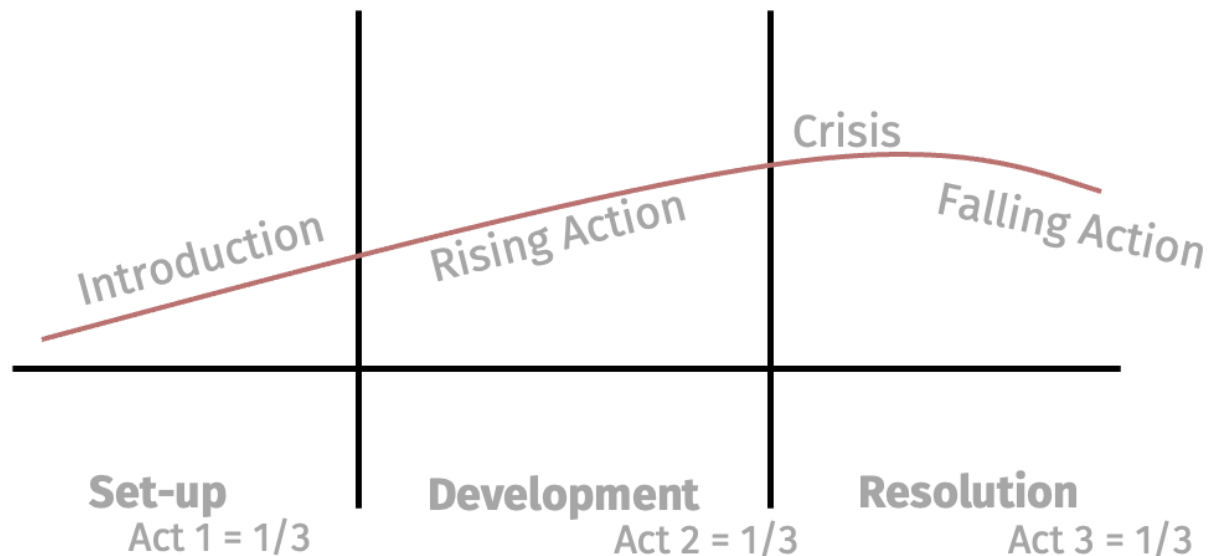 Introduction
Rising Action
Crisis
Falling Action
Set-up
Act 1 = 1/3
Development
Act 2 = 1/3
Resolution
Act 3 = 1/3